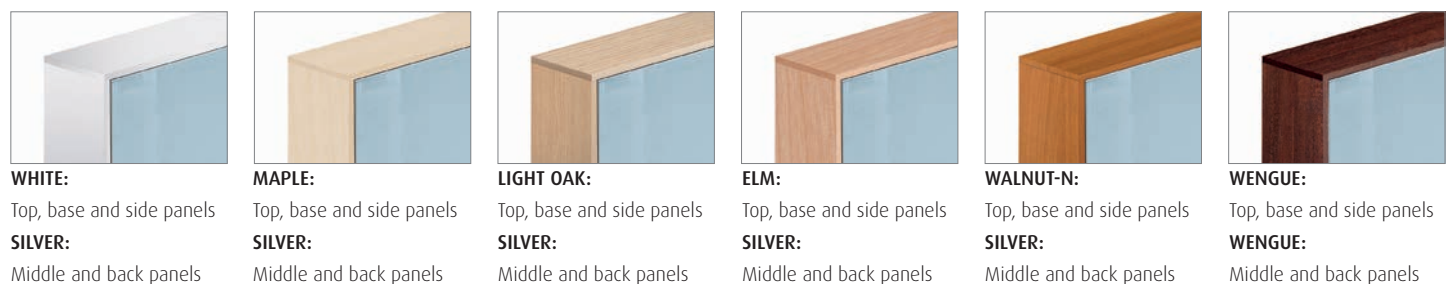 WHITE:
Top, base and side panels
SILVER:
Middle and back panels
MAPLE:
Top, base and side panels
SILVER:
Middle and back panels
LIGHT OAK:
Top, base and side panels
SILVER:
Middle and back panels
ELM:
Top, base and side panels
SILVER:
Middle and back panels
WALNUT-N:
Top, base and side panels
SILVER:
Middle and back panels
WENGUE:
Top, base and side panels
WENGUE:
Middle and back panels